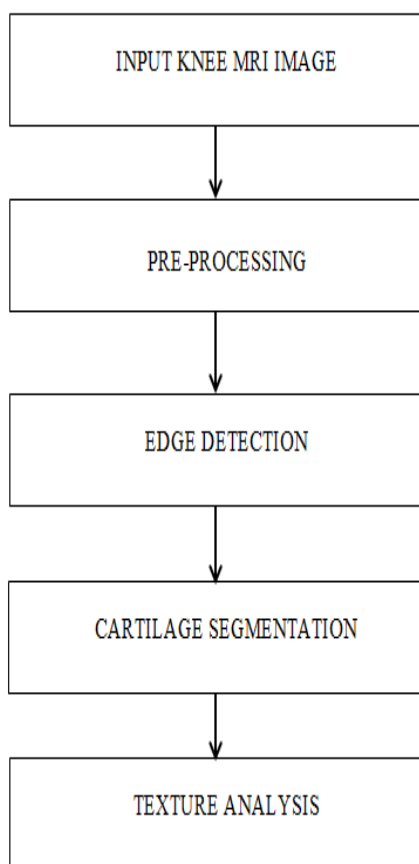 INPUT KNEE MRI IMAGE
PRE-PROCESSING
EDGE DETECTION
CARTILAGE SEGMENTATION
TEXTURE ANALYSIS